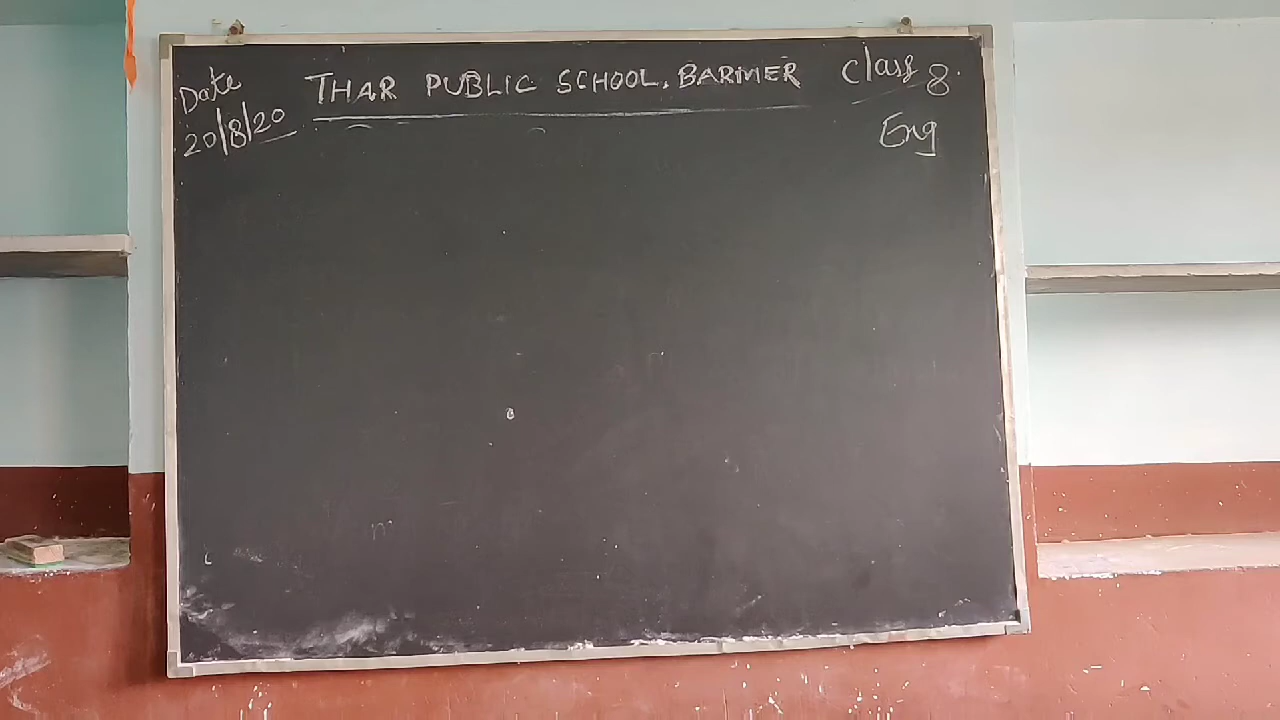 Date THAR PUBLIC SCHOOL, BARMER Class 8.
20/8/20 Eng